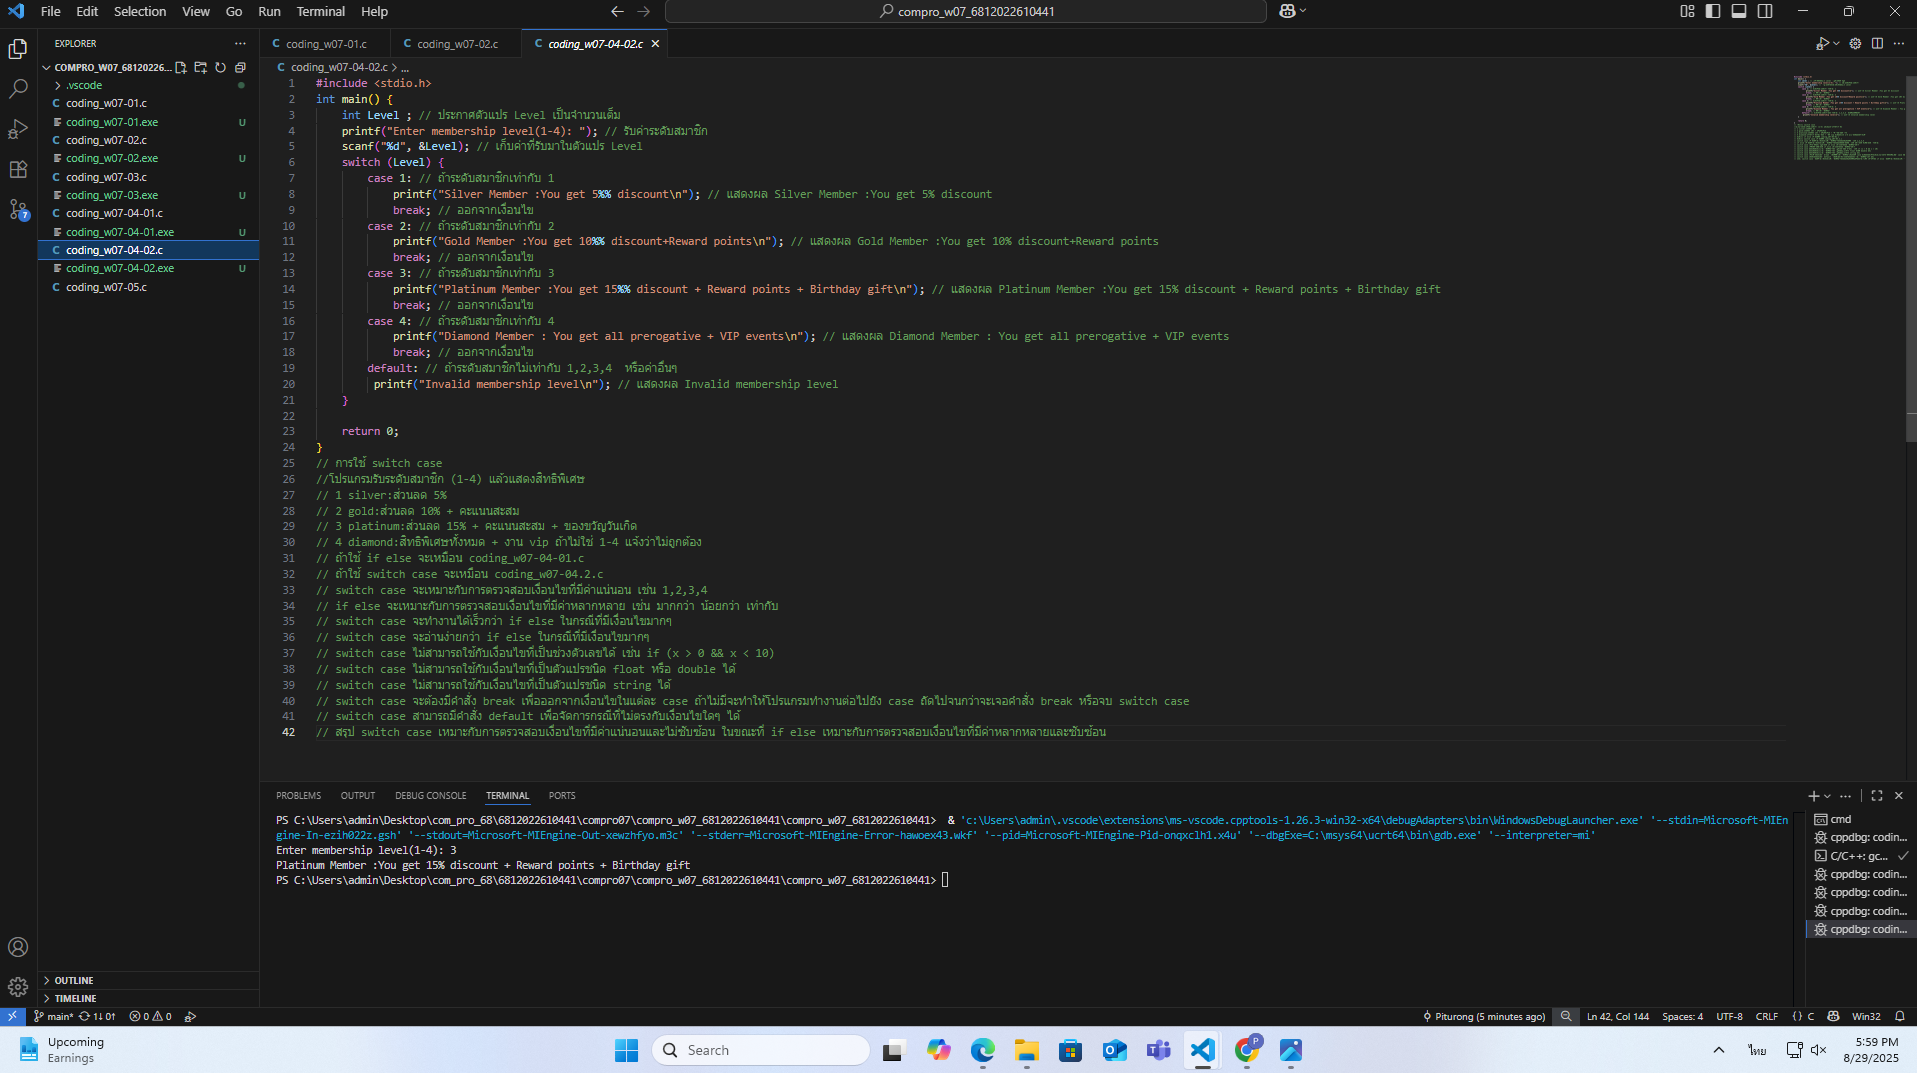 File Edit Selection View Go Run Terminal Help
compro_w07_6812022610441
EXPLORER
COMPRO_W07_68120226...
.vscode
coding_w07-01.c
coding_w07-01.exe U
coding_w07-02.c
coding_w07-02.exe U
coding_w07-03.c
coding_w07-03.exe U
coding_w07-04-01.c
coding_w07-04-01.exe U
coding_w07-04-02.c
coding_w07-04-02.exe U
coding_w07-05.c
OUTLINE
TIMELINE
7
coding_w07-01.c coding_w07-02.c coding_w07-04-02.c
coding_w07-04-02.c > ...
1 #include <stdio.h>
2 int main() {
3 int Level ; // ประกาศตัวแปร Level เป็นจำนวนเต็ม
4 printf("Enter membership level(1-4): "); // รับค่าระดับสมาชิก
5 scanf("%d", &Level); // เก็บค่าที่รับมาในตัวแปร Level
6 switch (Level) {
7 case 1: // ถ้าระดับสมาชิกเท่ากับ 1
8 printf("Silver Member :You get 5%% discount\n"); // แสดงผล Silver Member :You get 5% discount
9 break; // ออกจากเงื่อนไข
10 case 2: // ถ้าระดับสมาชิกเท่ากับ 2
11 printf("Gold Member :You get 10%% discount+Reward points\n"); // แสดงผล Gold Member :You get 10% discount+Reward points
12 break; // ออกจากเงื่อนไข
13 case 3: // ถ้าระดับสมาชิกเท่ากับ 3
14 printf("Platinum Member :You get 15%% discount + Reward points + Birthday gift\n"); // แสดงผล Platinum Member :You get 15% discount + Reward points + Birthday gift
15 break; // ออกจากเงื่อนไข
16 case 4: // ถ้าระดับสมาชิกเท่ากับ 4
17 printf("Diamond Member : You get all prerogative + VIP events\n"); // แสดงผล Diamond Member : You get all prerogative + VIP events
18 break; // ออกจากเงื่อนไข
19 default: // ถ้าระดับสมาชิกไม่เท่ากับ 1,2,3,4 หรือค่าอื่นๆ
20 printf("Invalid membership level\n"); // แสดงผล Invalid membership level
21 }
22
23 return 0;
24 }
25 // การใช้ switch case
26 //โปรแกรมรับระดับสมาชิก (1-4) แล้วแสดงสิทธิพิเศษ
27 // 1 silver:ส่วนลด 5%
28 // 2 gold:ส่วนลด 10% + คะแนนสะสม
29 // 3 platinum:ส่วนลด 15% + คะแนนสะสม + ของขวัญวันเกิด
30 // 4 diamond:สิทธิพิเศษทั้งหมด + งาน vip ถ้าไม่ใช่ 1-4 แจ้งว่าไม่ถูกต้อง
31 // ถ้าใช้ if else จะเหมือน coding_w07-04-01.c
32 // ถ้าใช้ switch case จะเหมือน coding_w07-04.2.c
33 // switch case จะเหมาะกับการตรวจสอบเงื่อนไขที่มีค่าแน่นอน เช่น 1,2,3,4
34 // if else จะเหมาะกับการตรวจสอบเงื่อนไขที่มีค่าหลากหลาย เช่น มากกว่า น้อยกว่า เท่ากับ
35 // switch case จะทำงานได้เร็วกว่า if else ในกรณีที่มีเงื่อนไขมากๆ
36 // switch case จะอ่านง่ายกว่า if else ในกรณีที่มีเงื่อนไขมากๆ
37 // switch case ไม่สามารถใช้กับเงื่อนไขที่เป็นช่วงตัวเลขได้ เช่น if (x > 0 && x < 10)
38 // switch case ไม่สามารถใช้กับเงื่อนไขที่เป็นตัวแปรชนิด float หรือ double ได้
39 // switch case ไม่สามารถใช้กับเงื่อนไขที่เป็นตัวแปรชนิด string ได้
40 // switch case จะต้องมีคำสั่ง break เพื่อออกจากเงื่อนไขในแต่ละ case ถ้าไม่มีจะทำให้โปรแกรมทำงานต่อไปยัง case ถัดไปจนกว่าจะเจอคำสั่ง break หรือจบ switch case
41 // switch case สามารถมีคำสั่ง default เพื่อจัดการกรณีที่ไม่ตรงกับเงื่อนไขใดๆ ได้
42 // สรุป switch case เหมาะกับการตรวจสอบเงื่อนไขที่มีค่าแน่นอนและไม่ซับซ้อน ในขณะที่ if else เหมาะกับการตรวจสอบเงื่อนไขที่มีค่าหลากหลายและซับซ้อน
PROBLEMS OUTPUT DEBUG CONSOLE TERMINAL PORTS
PS C:\Users\admin\Desktop\com_pro_68\6812022610441\compro07\compro_w07_6812022610441\compro_w07_6812022610441> & 'c:\Users\admin\.vscode\extensions\ms-vscode.cpptools-1.26.3-win32-x64\debugAdapters\bin\WindowsDebugLauncher.exe' '--stdin=Microsoft-MIEn
gine-In-ezih022z.gsh' '--stdout=Microsoft-MIEngine-Out-xewzhfyo.m3c' '--stderr=Microsoft-MIEngine-Error-hawoex43.wkf' '--pid=Microsoft-MIEngine-Pid-onqxclh1.x4u' '--dbgExe=C:\msys64\ucrt64\bin\gdb.exe' '--interpreter=mi'
Enter membership level(1-4): 3
Platinum Member :You get 15% discount + Reward points + Birthday gift
PS C:\Users\admin\Desktop\com_pro_68\6812022610441\compro07\compro_w07_6812022610441\compro_w07_6812022610441>
cmd
cppdbg: codin...
C/C++: gc...
cppdbg: codin...
cppdbg: codin...
cppdbg: codin...
cppdbg: codin...
main* 1↓ 0↑ 0 0
Piturong (5 minutes ago) Ln 42, Col 144 Spaces: 4 UTF-8 CRLF {} C Win32
Upcoming
Earnings
Search
ไทย
5:59 PM
8/29/2025